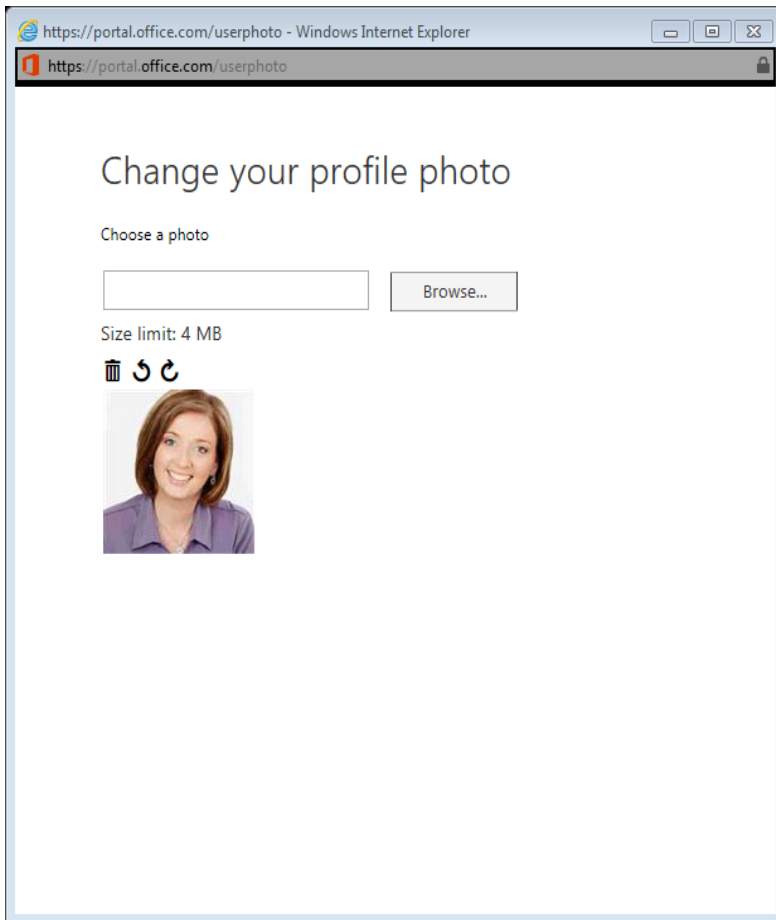 https://portal.office.com/userphoto - Windows Internet Explorer
https://portal.office.com/userphoto
Change your profile photo
Choose a photo
Browse...
Size limit: 4 MB